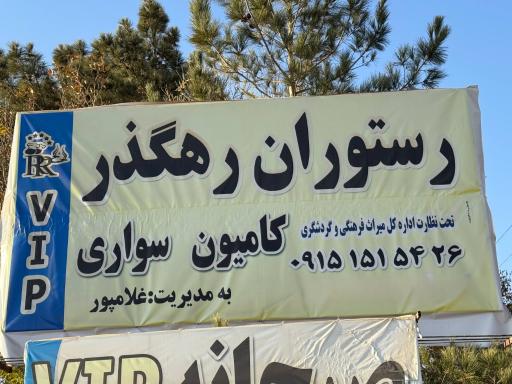 رستوران رهگذر
تحت نظارت اداره کل میراث فرهنگی و گردشگری
کامیون سواری
۰۹۱۵ ۱۵۱ ۵۴ ۲۶
به مدیریت:غلامپور
RR
VIP
VIP